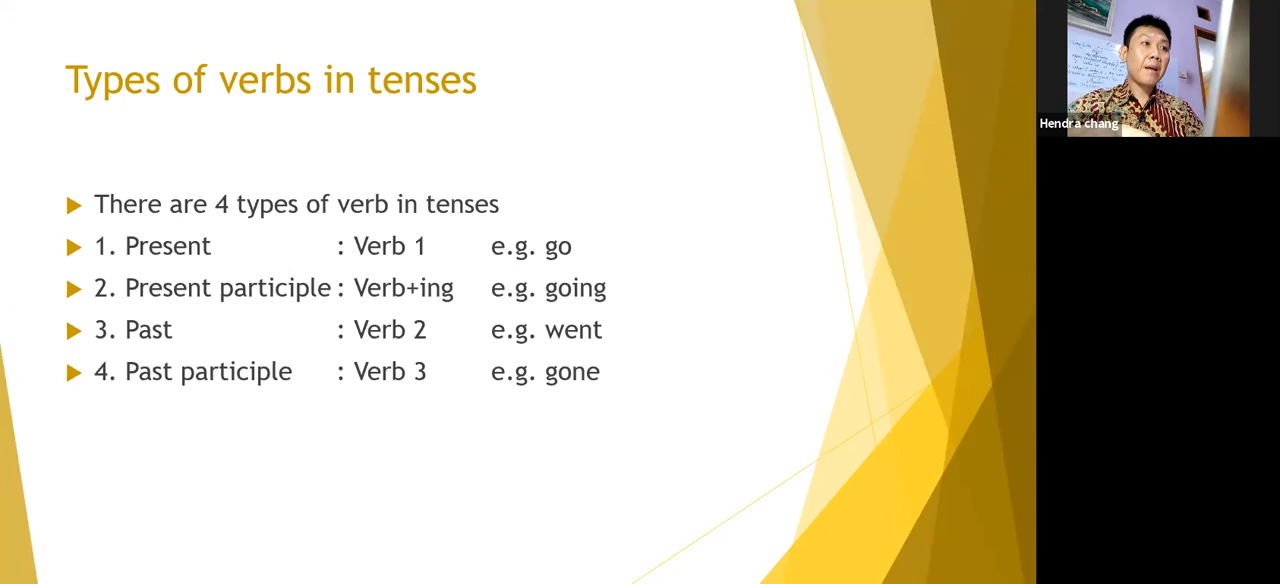 Types of verbs in tenses
There are 4 types of verb in tenses
1. Present : Verb 1 e.g. go
2. Present participle : Verb+ing e.g. going
3. Past : Verb 2 e.g. went
4. Past participle : Verb 3 e.g. gone
Hendra chang